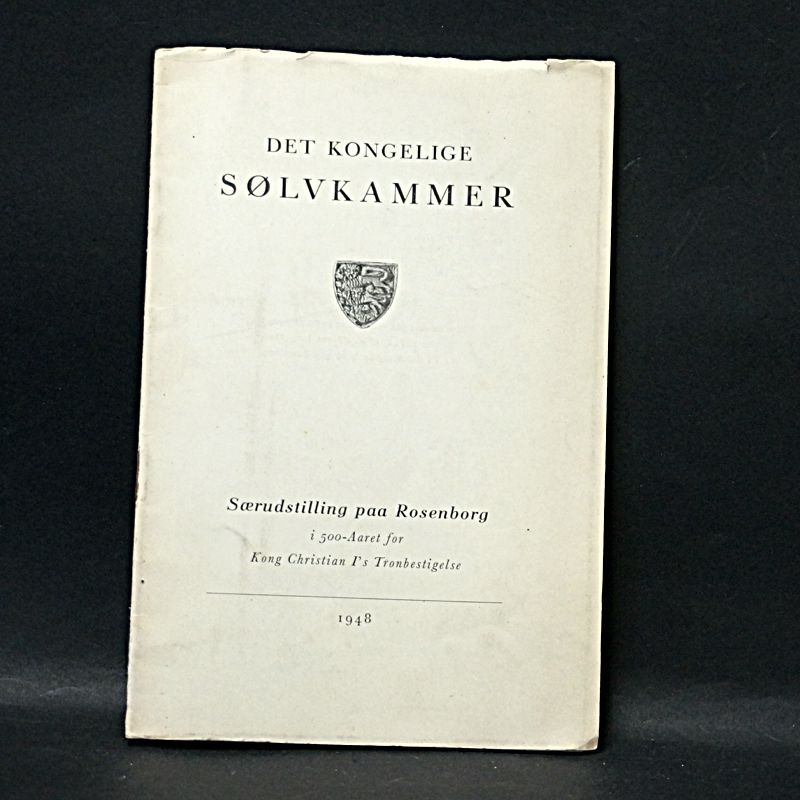 DET KONGELIGE
SØLVKAMMER
Særudstilling paa Rosenborg
i 500-Aaret for
Kong Christian I's Tronbestigelse
1948